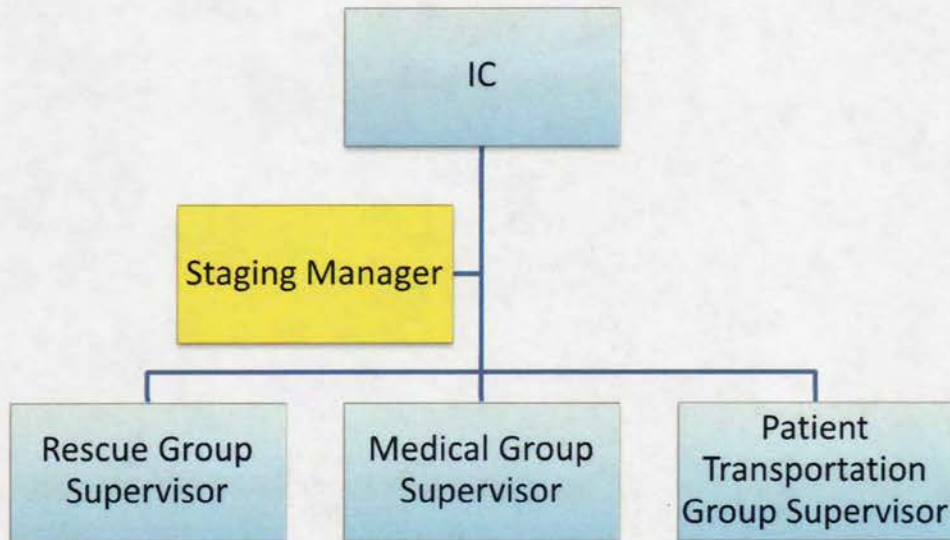 IC
Staging Manager
Rescue Group
Supervisor
Medical Group
Supervisor
Patient
Transportation
Group Supervisor